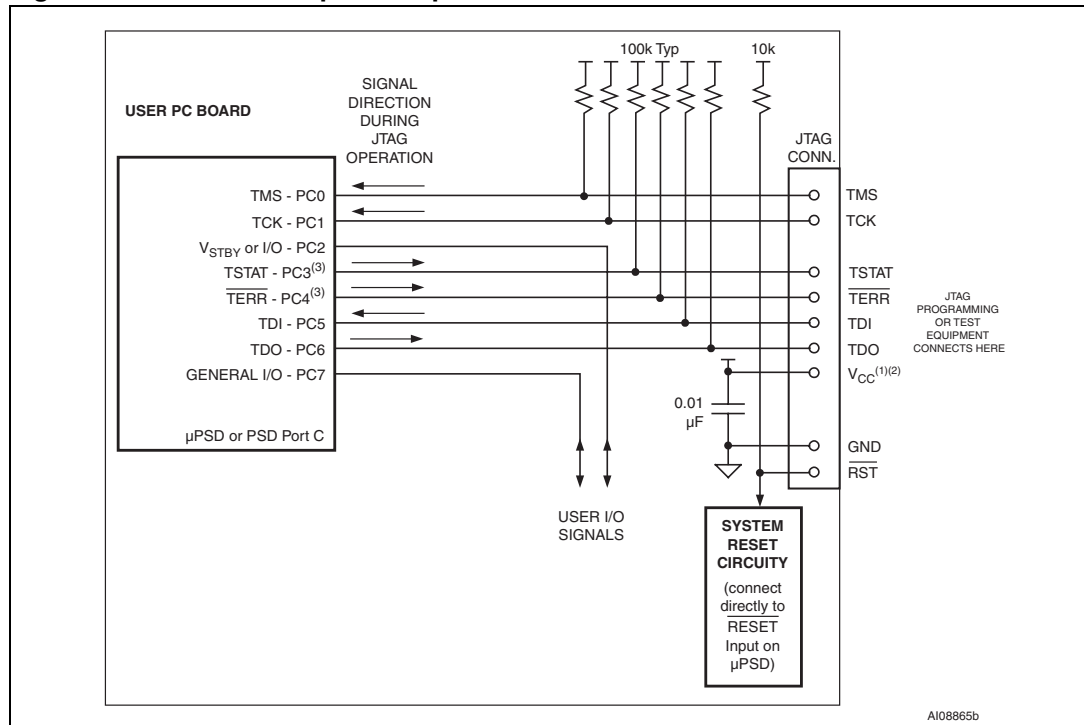 100k Typ
10k
SIGNAL
DIRECTION
DURING
JTAG
OPERATION
USER PC BOARD
JTAG
CONN.
TMS - PC0
TMS
TCK - PC1
TCK
VSTBY or I/O - PC2
TSTAT - PC3(3)
TSTAT
TERR - PC4(3)
TERR
TDI - PC5
TDI
TDO - PC6
TDO
JTAG
PROGRAMMING
OR TEST
EQUIPMENT
CONNECTS HERE
GENERAL I/O - PC7
VCC(1)(2)
0.01
µF
µPSD or PSD Port C
GND
RST
USER I/O
SIGNALS
SYSTEM
RESET
CIRCUITY
(connect
directly to
RESET
Input on
µPSD)
AI08865b